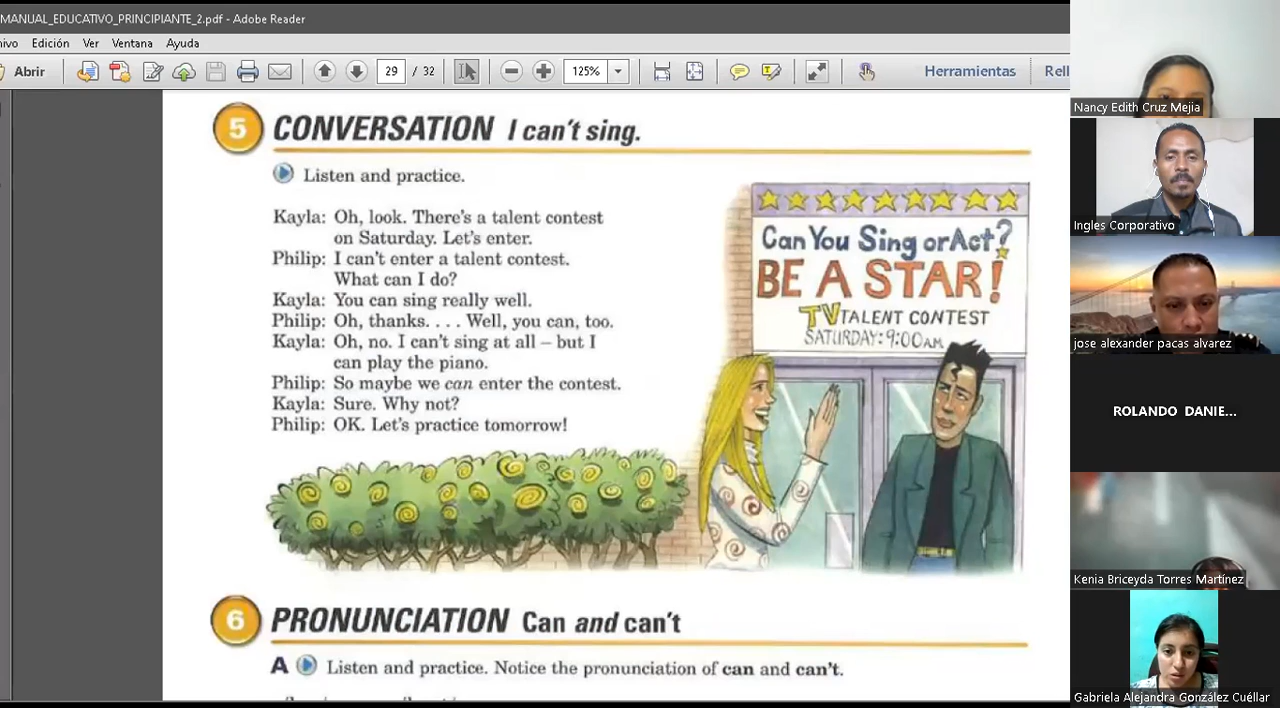 MANUAL_EDUCATIVO_PRINCIPIANTE_2.pdf - Adobe Reader
Edición Ver Ventana Ayuda
Abrir 29 / 32 125% Herramientas
5 CONVERSATION I can't sing.
Listen and practice.
Kayla: Oh, look. There's a talent contest
on Saturday. Let's enter.
Philip: I can't enter a talent contest.
What can I do?
Kayla: You can sing really well.
Philip: Oh, thanks. . . . Well, you can, too.
Kayla: Oh, no. I can't sing at all – but I
can play the piano.
Philip: So maybe we can enter the contest.
Kayla: Sure. Why not?
Philip: OK. Let's practice tomorrow!
Can You Sing or Act?
BE A STAR!
TV TALENT CONTEST
SATURDAY: 9:00 A.M.
6 PRONUNCIATION Can and can't
A Listen and practice. Notice the pronunciation of can and can't.
Nancy Edith Cruz Mejia
Ingles Corporativo
jose alexander pacas alvarez
ROLANDO DANIE...
Kenia Briceyda Torres Martínez
Gabriela Alejandra González Cuéllar